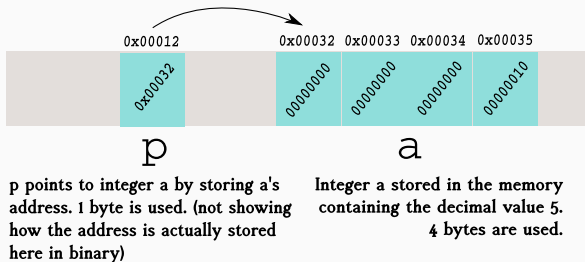 0x00012 0x00032 0x00033 0x00034 0x00035
0x00032 00000000 00000000 00000000 00000010
p a
p points to integer a by storing a's
address. 1 byte is used. (not showing
how the address is actually stored
here in binary)
Integer a stored in the memory
containing the decimal value 5.
4 bytes are used.